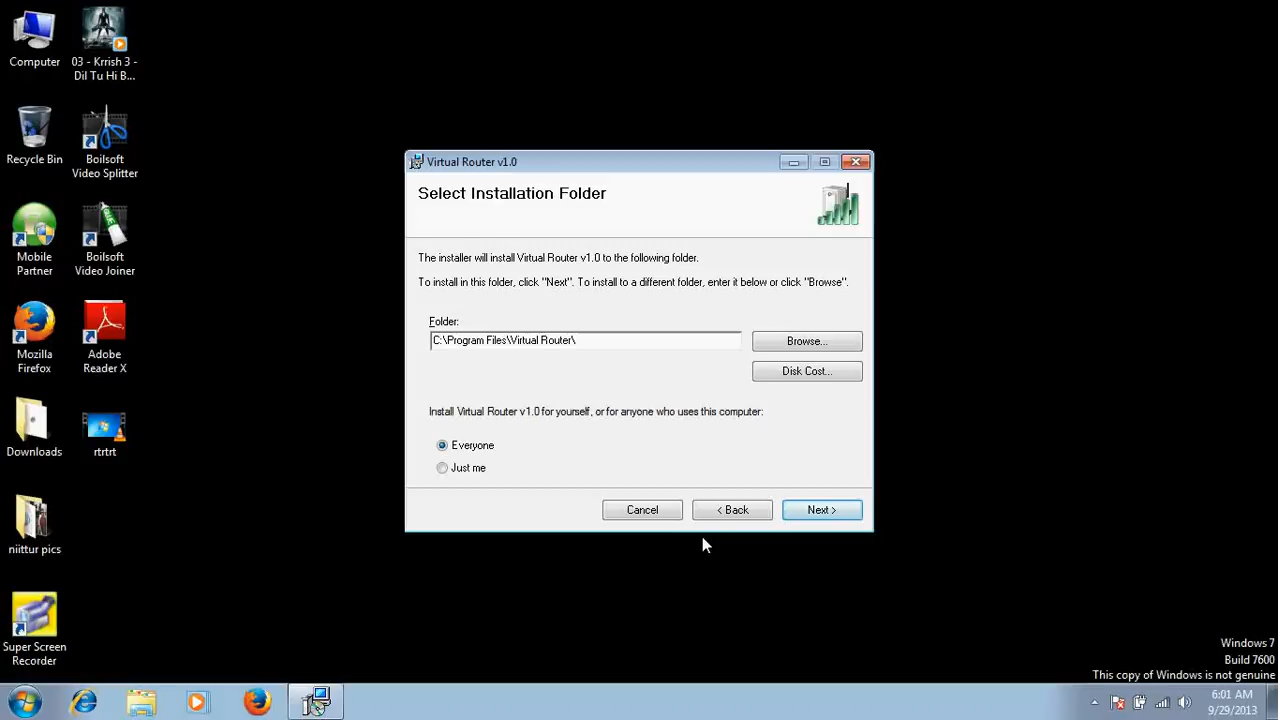 Computer
03 - Krrish 3 -
Dil Tu Hi B...
Recycle Bin
Boilsoft
Video Splitter
Mobile
Partner
Boilsoft
Video Joiner
Mozilla
Firefox
Adobe
Reader X
Downloads
rtrtrt
niittur pics
Super Screen
Recorder
Virtual Router v1.0
Select Installation Folder
The installer will install Virtual Router v1.0 to the following folder.
To install in this folder, click "Next". To install to a different folder, enter it below or click "Browse".
Folder:
C:\Program Files\Virtual Router\
Browse...
Disk Cost...
Install Virtual Router v1.0 for yourself, or for anyone who uses this computer:
Everyone
Just me
Cancel
< Back
Next >
Windows 7
Build 7600
This copy of Windows is not genuine
6:01 AM
9/29/2013